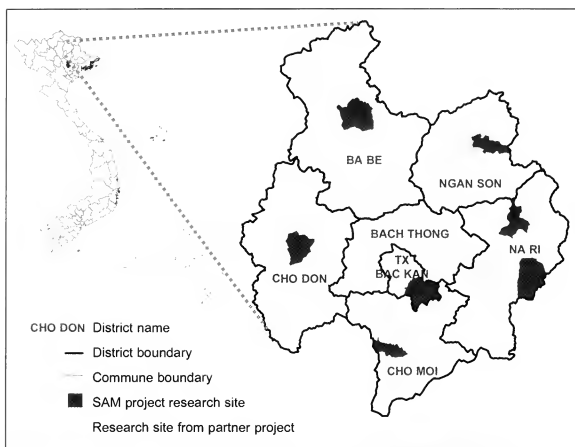 BA BE
NGAN SON
BACH THONG
NA RI
TX
BAC KAN
CHO DON
CHO MOI
CHO DON District name
District boundary
Commune boundary
SAM project research site
Research site from partner project